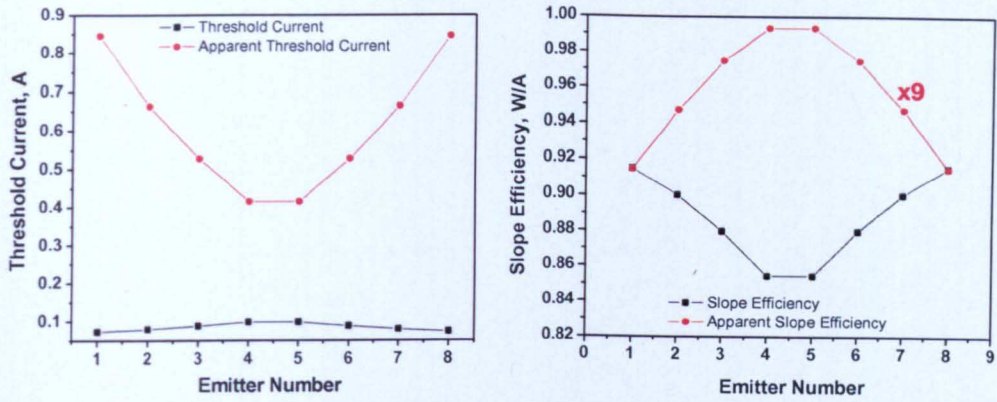 0.9
0.8
0.7
0.6
0.5
0.4
0.3
0.2
0.1
Threshold Current, A
Threshold Current
Apparent Threshold Current
1 2 3 4 5 6 7 8
Emitter Number
1.00
0.98
0.96
0.94
0.92
0.90
0.88
0.86
0.84
0.82
Slope Efficiency, W/A
x9
Slope Efficiency
Apparent Slope Efficiency
0 1 2 3 4 5 6 7 8 9
Emitter Number